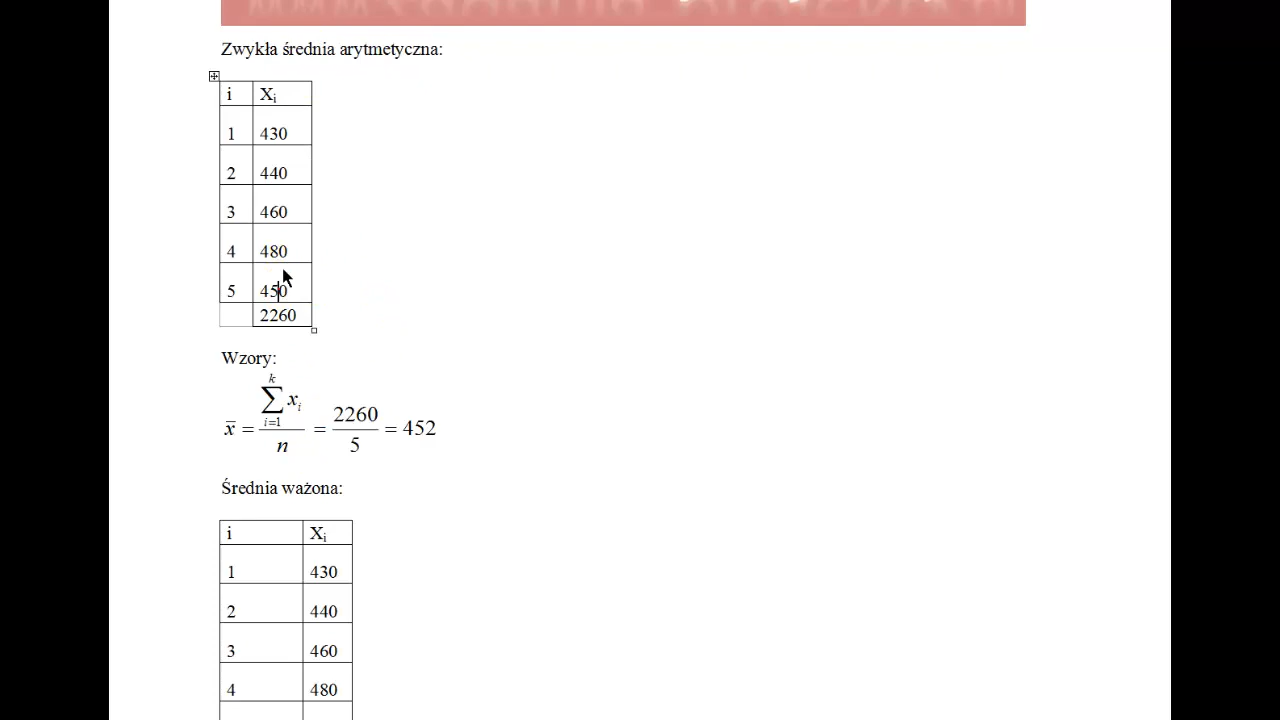 Zwykła średnia arytmetyczna:
i Xi
1 430
2 440
3 460
4 480
5 450
2260
Wzory:
x̄ = ∑ᵢ₌₁ᵏ xᵢ / n = 2260 / 5 = 452
Średnia ważona:
i Xi
1 430
2 440
3 460
4 480